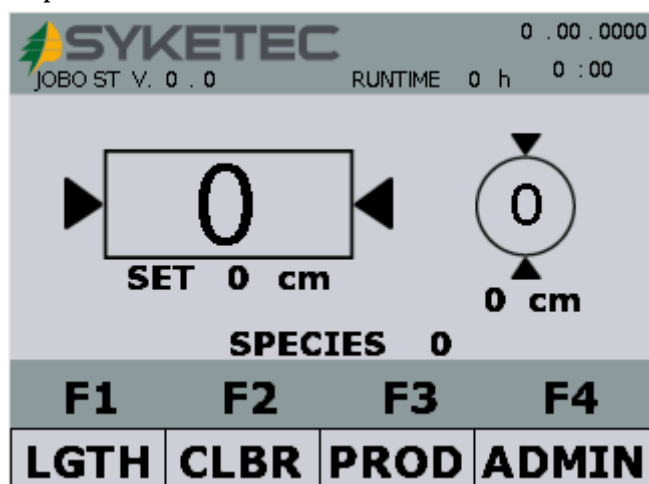 SYKETEC
0 .00 .0000
JOBO ST V. 0 . 0
RUNTIME 0 h
0 :00
0
0
SET 0 cm
0 cm
SPECIES 0
F1 F2 F3 F4
LGTH CLBR PROD ADMIN